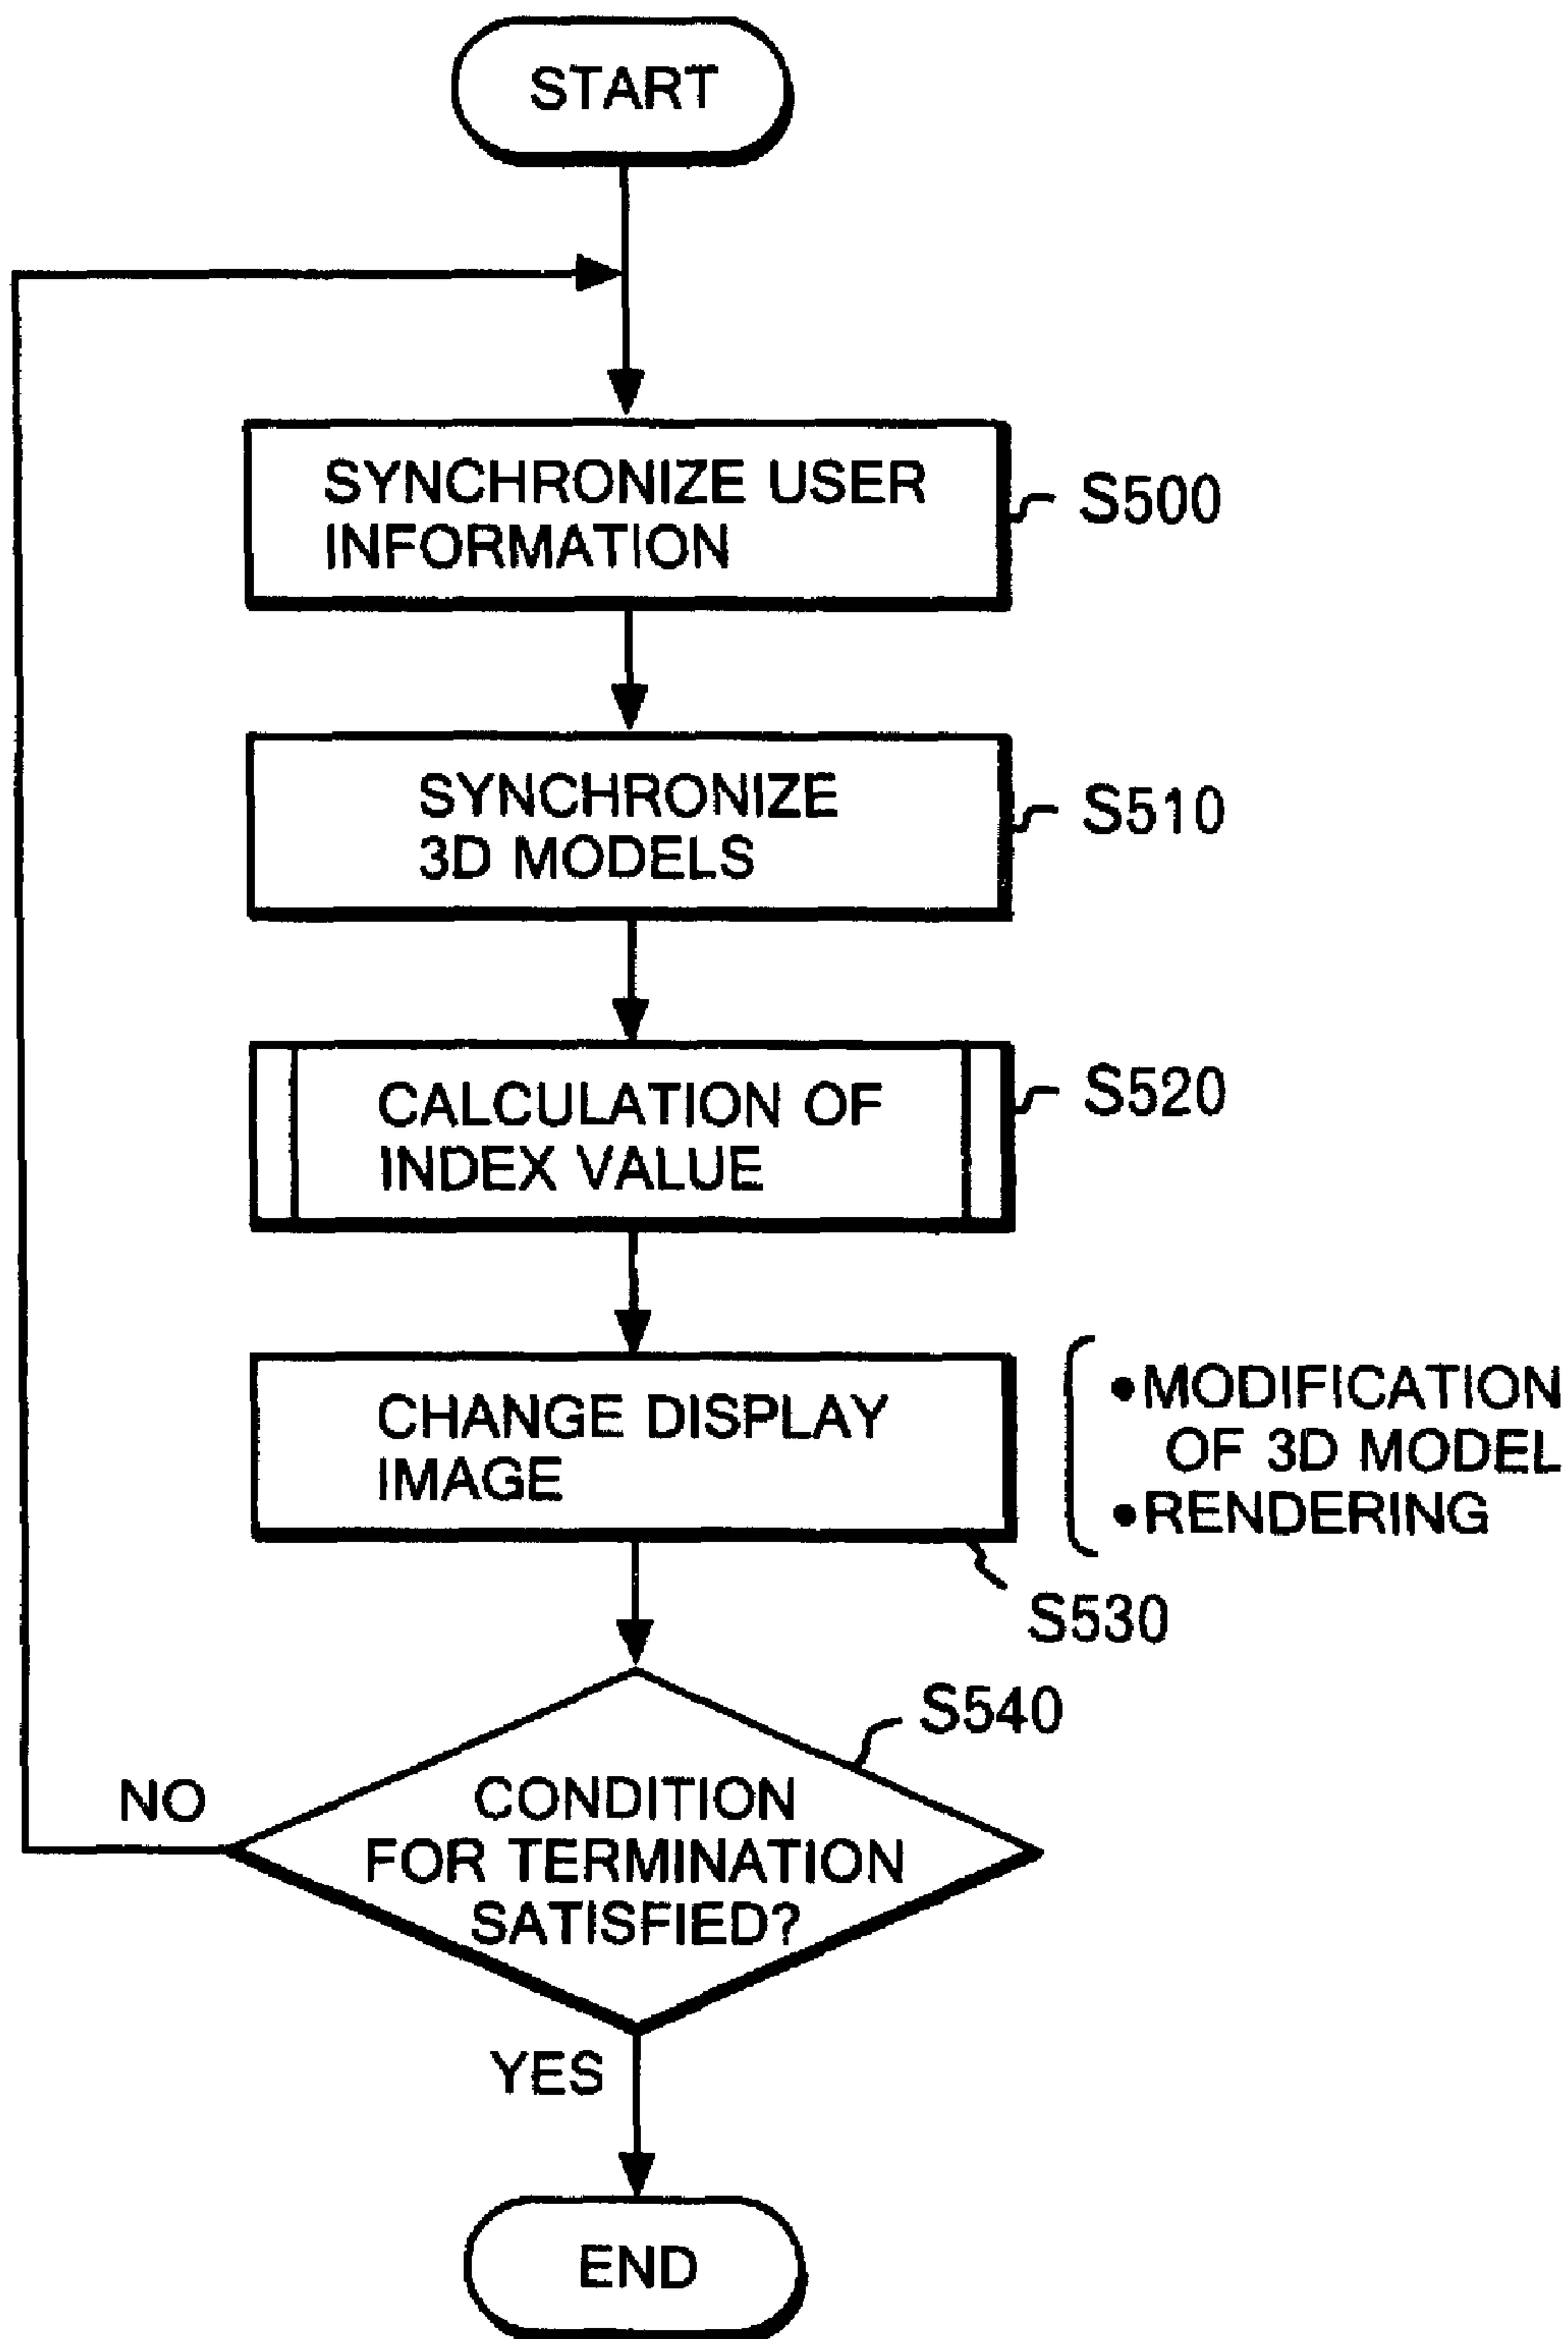 START
SYNCHRONIZE USER
INFORMATION
S500
SYNCHRONIZE
3D MODELS
S510
CALCULATION OF
INDEX VALUE
S520
CHANGE DISPLAY
IMAGE
•MODIFICATION
OF 3D MODEL
•RENDERING
S530
S540
CONDITION
FOR TERMINATION
SATISFIED?
NO
YES
END